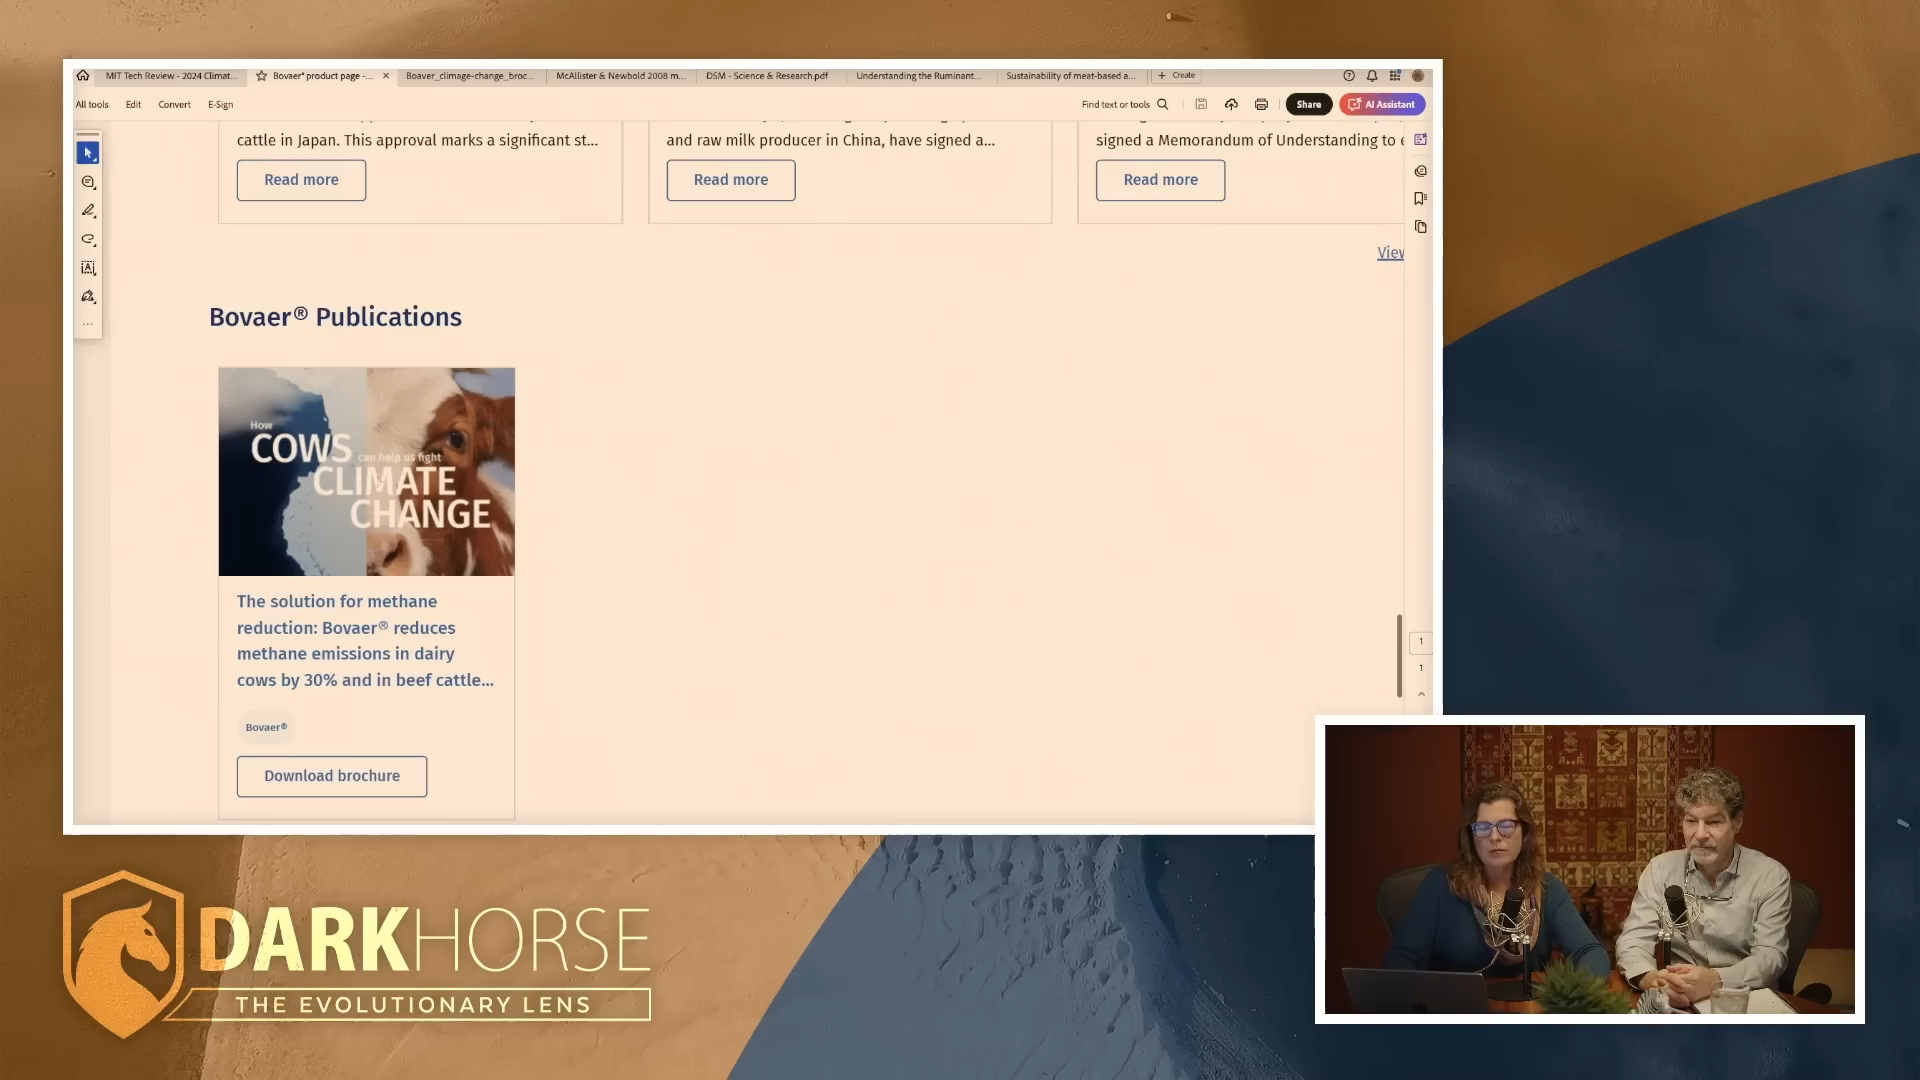 MIT Tech Review - 2024 Climat...
Bovaer® product page -...
Boaver_climage-change_broc...
McAllister & Newbold 2008 m...
DSM - Science & Research.pdf
Understanding the Ruminant...
Sustainability of meat-based a...
+ Create
All tools
Edit
Convert
E-Sign
Find text or tools
Share
AI Assistant
cattle in Japan. This approval marks a significant st...
and raw milk producer in China, have signed a...
signed a Memorandum of Understanding to e
Read more
Read more
Read more
View
Bovaer® Publications
How
COWS can help us fight
CLIMATE
CHANGE
The solution for methane
reduction: Bovaer® reduces
methane emissions in dairy
cows by 30% and in beef cattle...
Bovaer®
Download brochure
1
1
DARKHORSE
THE EVOLUTIONARY LENS